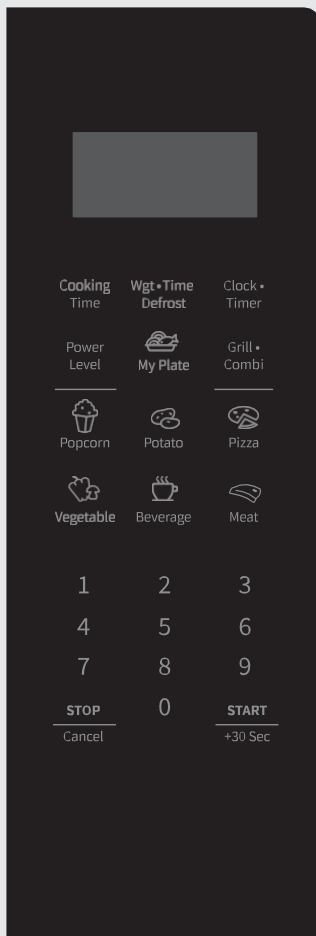 Cooking Time
Wgt•Time Defrost
Clock• Timer
Power Level
My Plate
Grill• Combi
Popcorn
Potato
Pizza
Vegetable
Beverage
Meat
1 2 3
4 5 6
7 8 9
STOP 0 START
Cancel +30 Sec